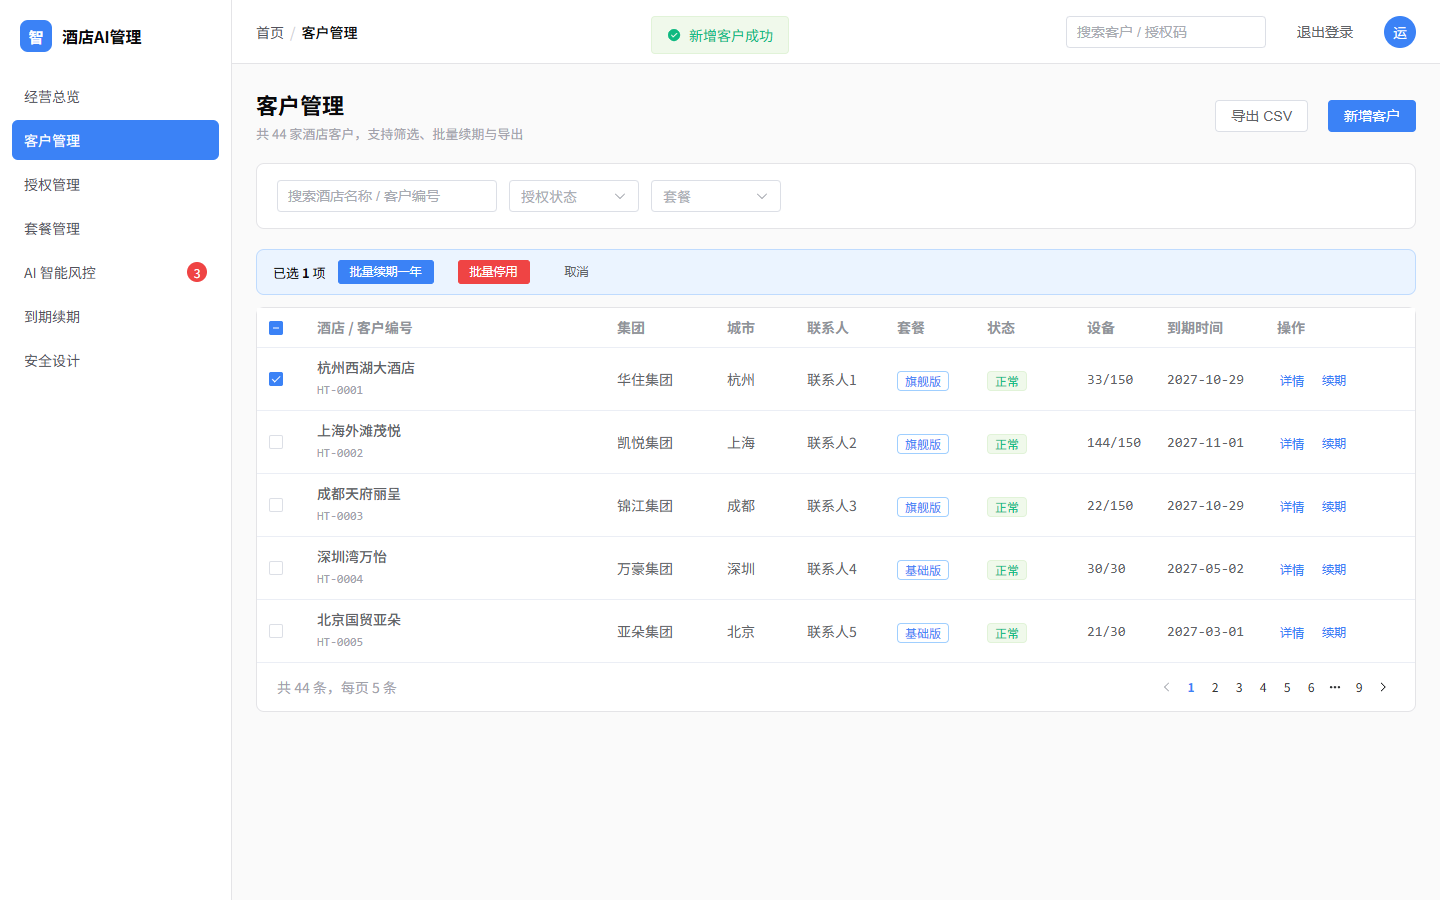 智 酒店AI管理
首页 / 客户管理
新增客户成功
搜索客户 / 授权码
退出登录
运
经营总览
客户管理
授权管理
套餐管理
AI 智能风控 3
到期续期
安全设计
客户管理
共 44 家酒店客户，支持筛选、批量续期与导出
导出 CSV
新增客户
搜索酒店名称 / 客户编号 授权状态 套餐
已选 1 项 批量续期一年 批量停用 取消
酒店 / 客户编号 集团 城市 联系人 套餐 状态 设备 到期时间 操作
杭州西湖大酒店
HT-0001
华住集团 杭州 联系人1 旗舰版 正常 33/150 2027-10-29 详情 续期
上海外滩茂悦
HT-0002
凯悦集团 上海 联系人2 旗舰版 正常 144/150 2027-11-01 详情 续期
成都天府丽呈
HT-0003
锦江集团 成都 联系人3 旗舰版 正常 22/150 2027-10-29 详情 续期
深圳湾万怡
HT-0004
万豪集团 深圳 联系人4 基础版 正常 30/30 2027-05-02 详情 续期
北京国贸亚朵
HT-0005
亚朵集团 北京 联系人5 基础版 正常 21/30 2027-03-01 详情 续期
共 44 条，每页 5 条
1 2 3 4 5 6 ··· 9